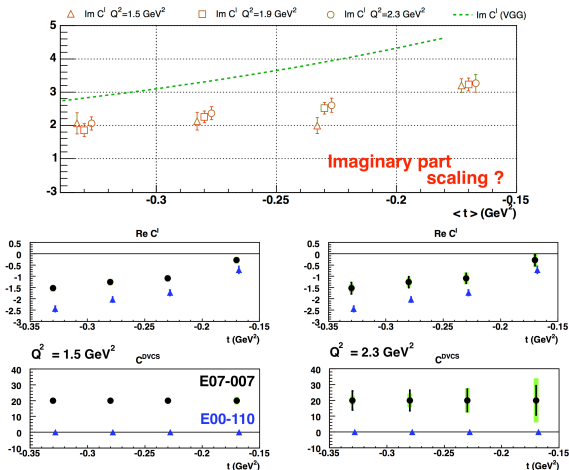 Im C^I Q²=1.5 GeV² Im C^I Q²=1.9 GeV² Im C^I Q²=2.3 GeV² Im C^I (VGG)
5
4
3
2
1
-3
Imaginary part
scaling ?
-0.3 -0.25 -0.2 -0.15
< t > (GeV²)
Re C^I Re C^I
0.5 0.5
0 0
-0.5 -0.5
-1 -1
-1.5 -1.5
-2 -2
-2.5 -2.5
-3 -3
-0.35 -0.3 -0.25 -0.2 -0.15 -0.35 -0.3 -0.25 -0.2 -0.15
t (GeV²) t (GeV²)
Q² = 1.5 GeV² Q² = 2.3 GeV²
C^DVCS C^DVCS
40 40
30 E07-007 30
20 20
10 E00-110 10
0 0
-10 -10
-0.35 -0.3 -0.25 -0.2 -0.15 -0.35 -0.3 -0.25 -0.2 -0.15
t (GeV²) t (GeV²)